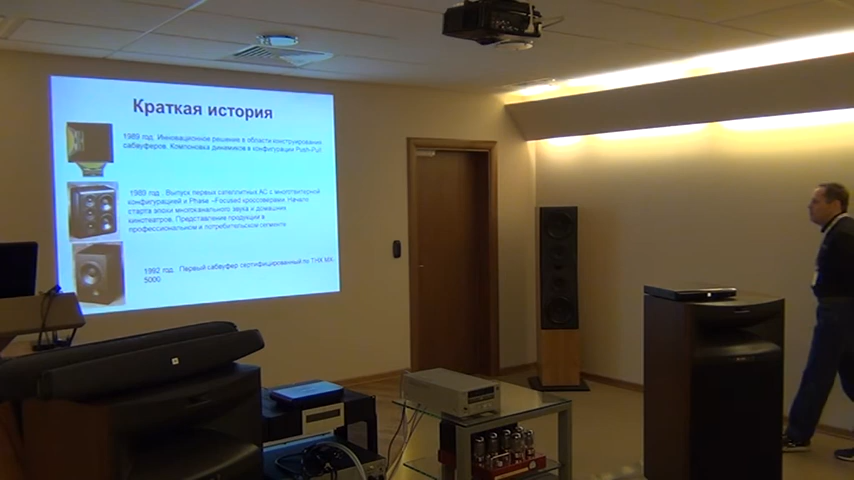 Краткая история
1989 год. Инновационное решение в области конструирования
сабвуферов. Компоновка динамиков в конфигурации Push-Pull
1989 год . Выпуск первых сателлитных АС с многотвитерной
конфигурацией и Phase –Focused кроссоверами. Начало
старта эпохи многоканального звука и домашних
кинотеатров. Представление продукции в
профессиональном и потребительском сегменте.
1992 год . Первый сабвуфер сертифицированный по THX MX-
5000